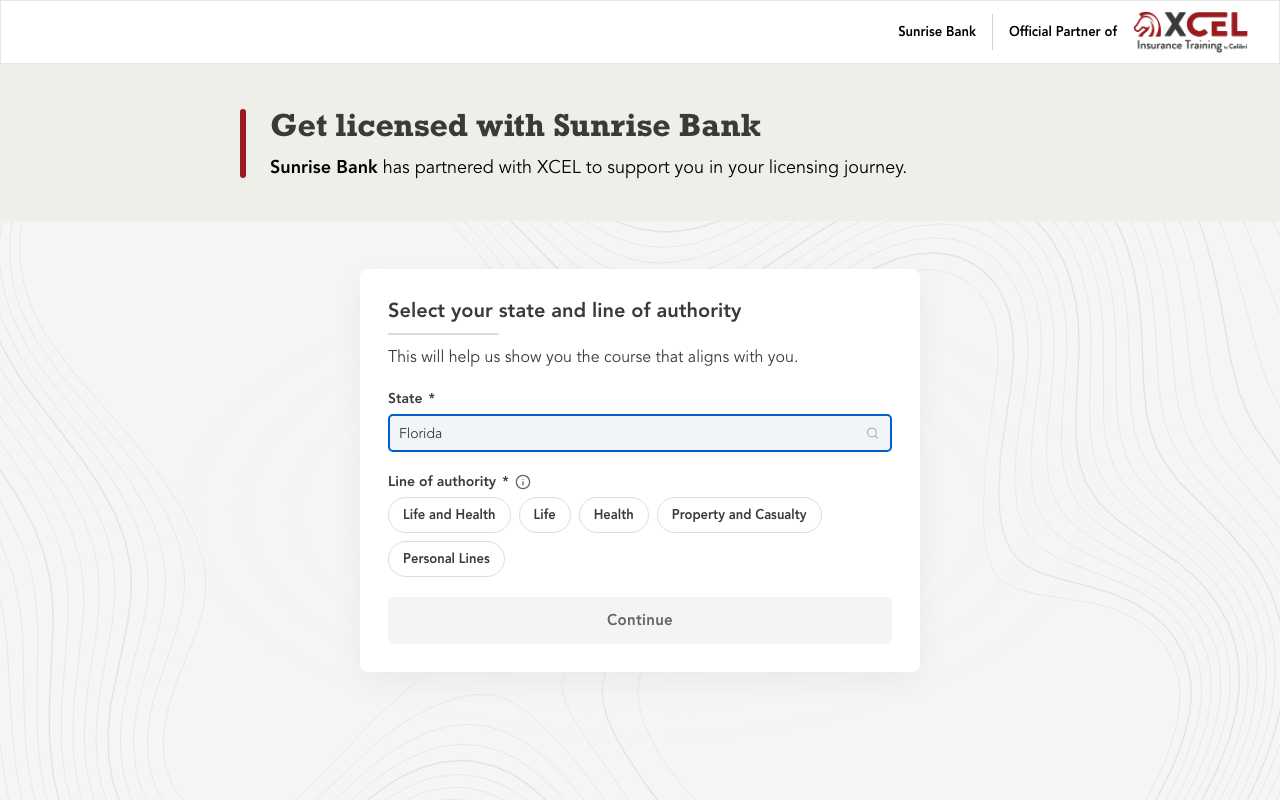 Sunrise Bank
Official Partner of
XCEL
Insurance Training by Colibri
Get licensed with Sunrise Bank
Sunrise Bank has partnered with XCEL to support you in your licensing journey.
Select your state and line of authority
This will help us show you the course that aligns with you.
State *
Florida
Line of authority *
Life and Health
Life
Health
Property and Casualty
Personal Lines
Continue